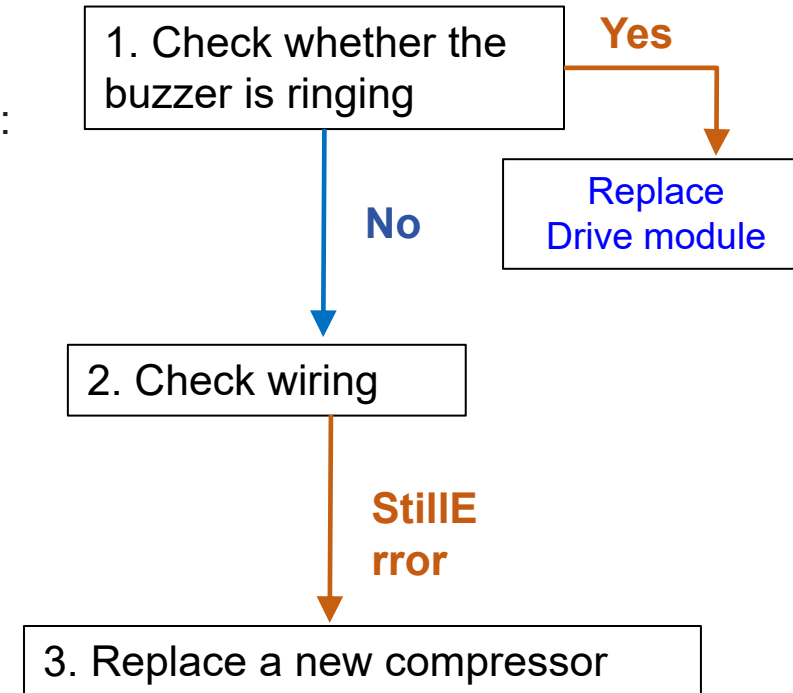 1. Check whether the
buzzer is ringing
Yes
:
Replace
Drive module
No
2. Check wiring
StillE
rror
3. Replace a new compressor